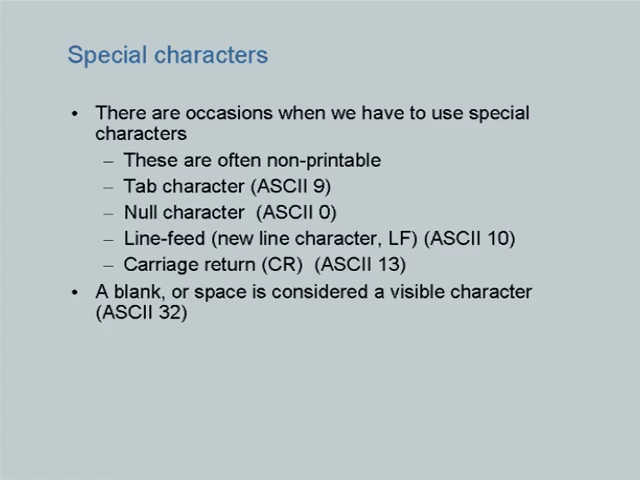 Special characters
• There are occasions when we have to use special
characters
– These are often non-printable
– Tab character (ASCII 9)
– Null character (ASCII 0)
– Line-feed (new line character, LF) (ASCII 10)
– Carriage return (CR) (ASCII 13)
• A blank, or space is considered a visible character
(ASCII 32)